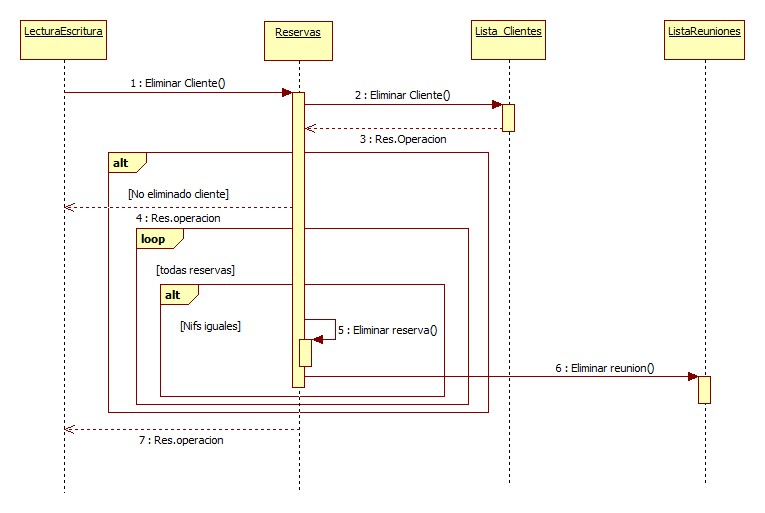 LecturaEscritura
Reservas
Lista_Clientes
ListaReuniones
1 : Eliminar Cliente()
2 : Eliminar Cliente()
3 : Res.Operacion
alt
[No eliminado cliente]
4 : Res.operacion
loop
[todas reservas]
alt
[Nifs iguales]
5 : Eliminar reserva()
6 : Eliminar reunion()
7 : Res.operacion